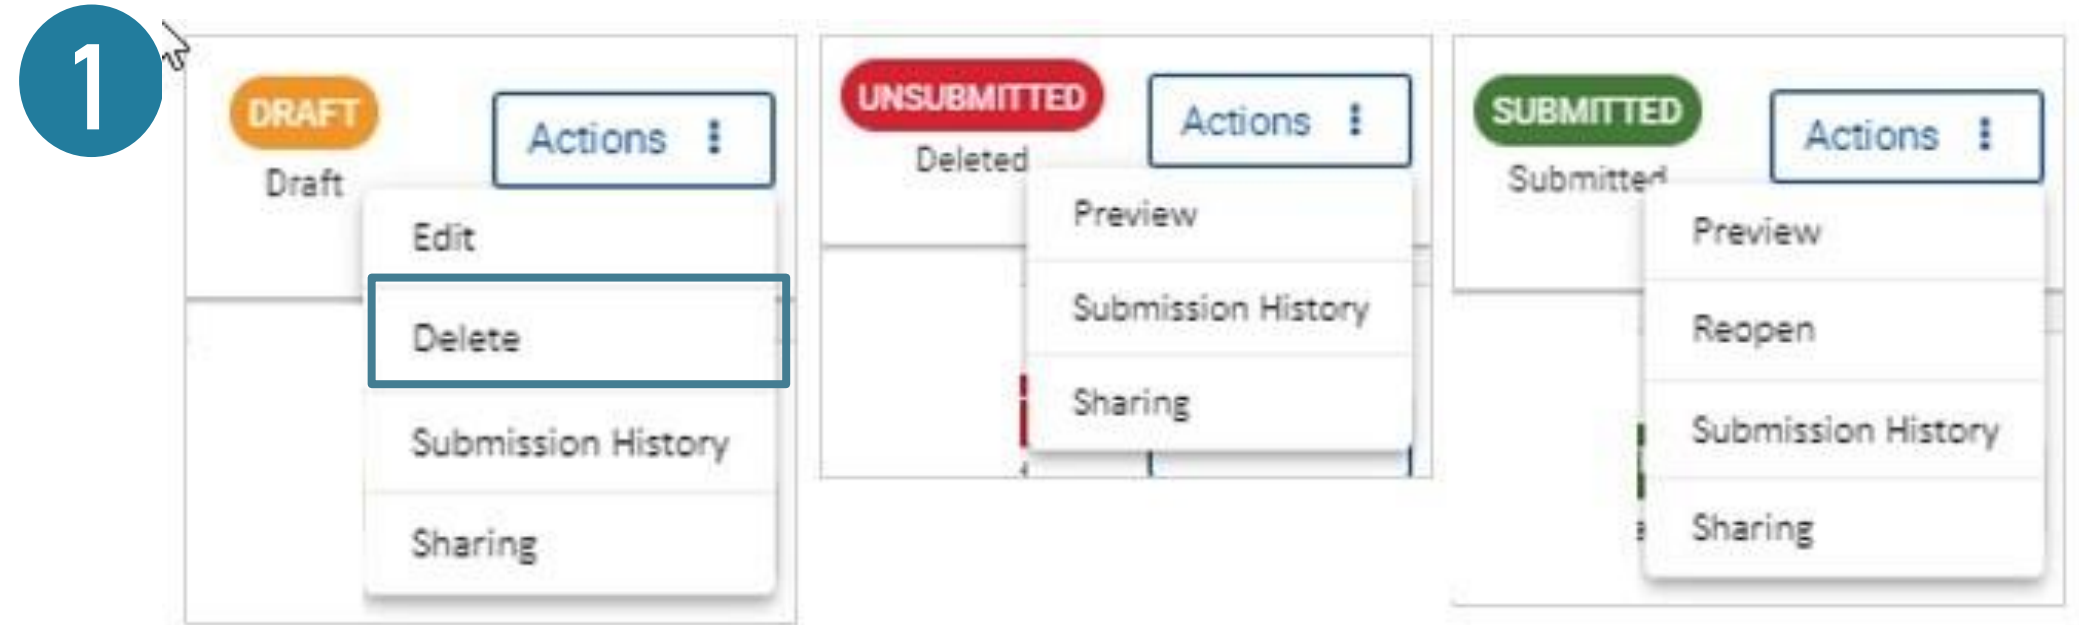 1
DRAFT
Draft
Actions
Edit
Delete
Submission History
Sharing
UNSUBMITTED
Deleted
Actions
Preview
Submission History
Sharing
SUBMITTED
Submitted
Actions
Preview
Reopen
Submission History
Sharing